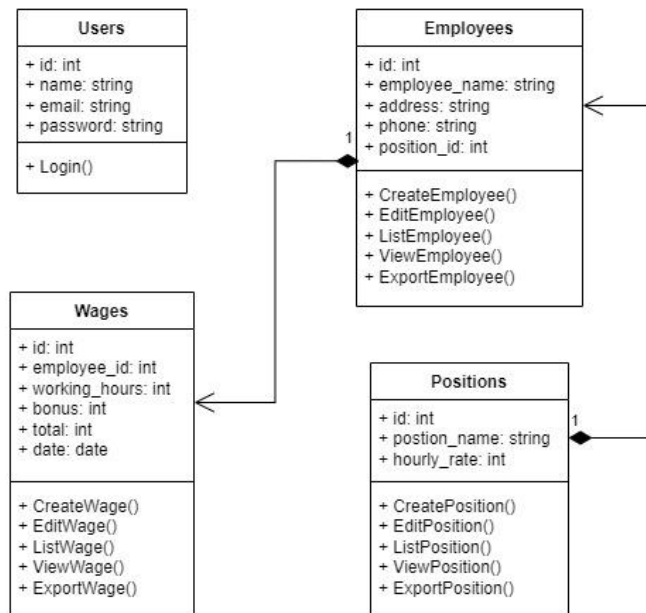 Users
+ id: int
+ name: string
+ email: string
+ password: string
+ Login()
Employees
+ id: int
+ employee_name: string
+ address: string
+ phone: string
+ position_id: int
+ CreateEmployee()
+ EditEmployee()
+ ListEmployee()
+ ViewEmployee()
+ ExportEmployee()
1
Wages
+ id: int
+ employee_id: int
+ working_hours: int
+ bonus: int
+ total: int
+ date: date
+ CreateWage()
+ EditWage()
+ ListWage()
+ ViewWage()
+ ExportWage()
Positions
+ id: int
+ postion_name: string
+ hourly_rate: int
+ CreatePosition()
+ EditPosition()
+ ListPosition()
+ ViewPosition()
+ ExportPosition()
1